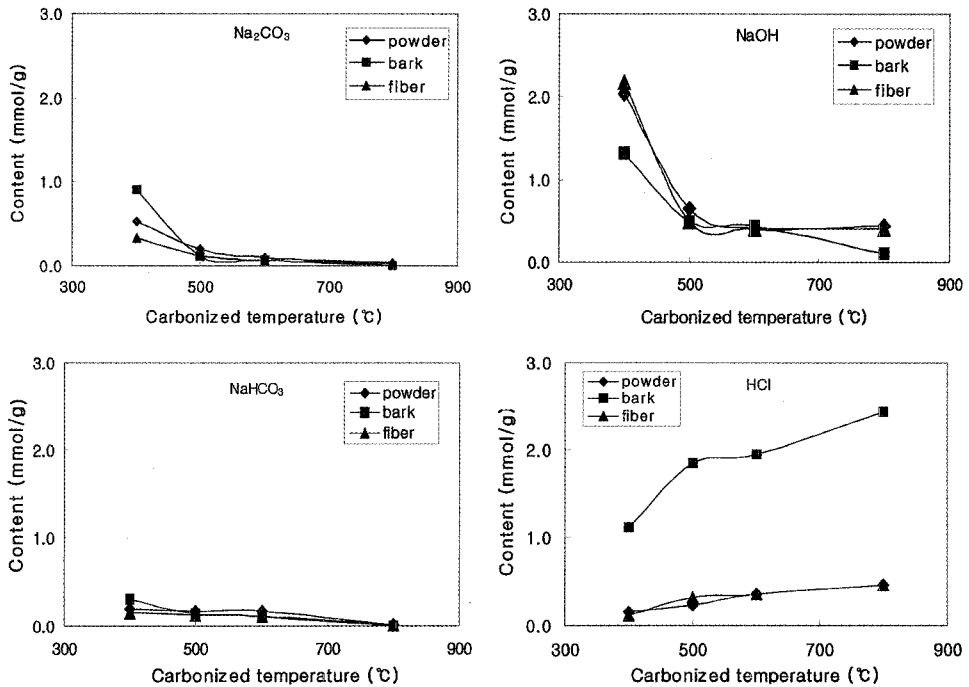 3.0
Na₂CO₃
powder
bark
fiber
2.0
1.0
0.0
Content (mmol/g)
300
500
700
900
Carbonized temperature (℃)
3.0
NaOH
powder
bark
fiber
2.0
1.0
0.0
Content (mmol/g)
300
500
700
900
Carbonized temperature (℃)
3.0
NaHCO₃
powder
bark
fiber
2.0
1.0
0.0
Content (mmol/g)
300
500
700
900
Carbonized temperature (℃)
3.0
powder
bark
fiber
HCl
2.0
1.0
0.0
Content (mmol/g)
300
500
700
900
Carbonized temperature (℃)